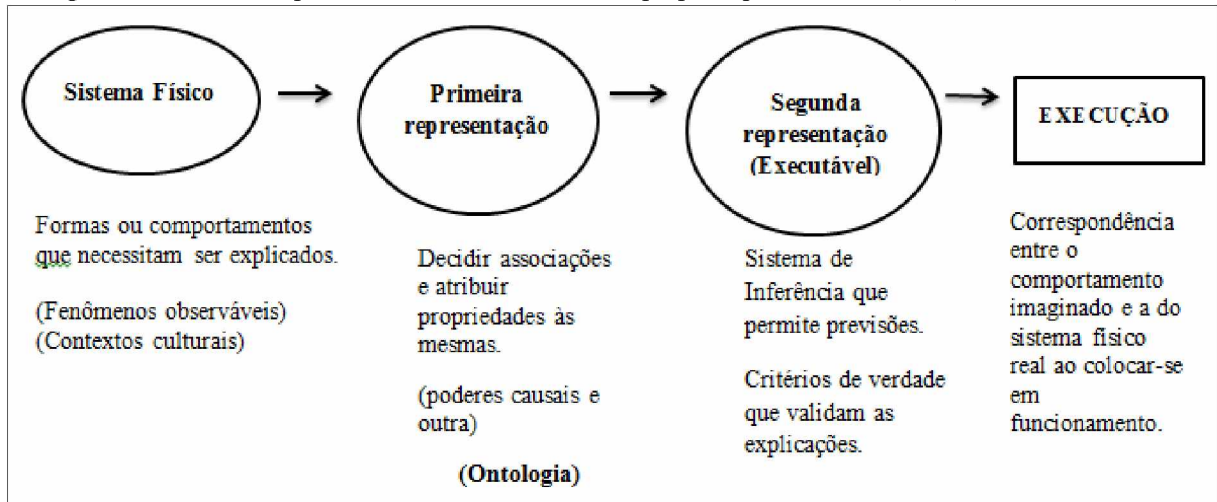 Sistema Físico
Formas ou comportamentos
que necessitam ser explicados.
(Fenômenos observáveis)
(Contextos culturais)
Primeira
representação
Decidir associações
e atribuir
propriedades às
mesmas.
(poderes causais e
outra)
(Ontologia)
Segunda
representação
(Executável)
Sistema de
Inferência que
permite previsões.
Critérios de verdade
que validam as
explicações.
EXECUÇÃO
Correspondência
entre o
comportamento
imaginado e a do
sistema físico
real ao colocar-se
em
funcionamento.